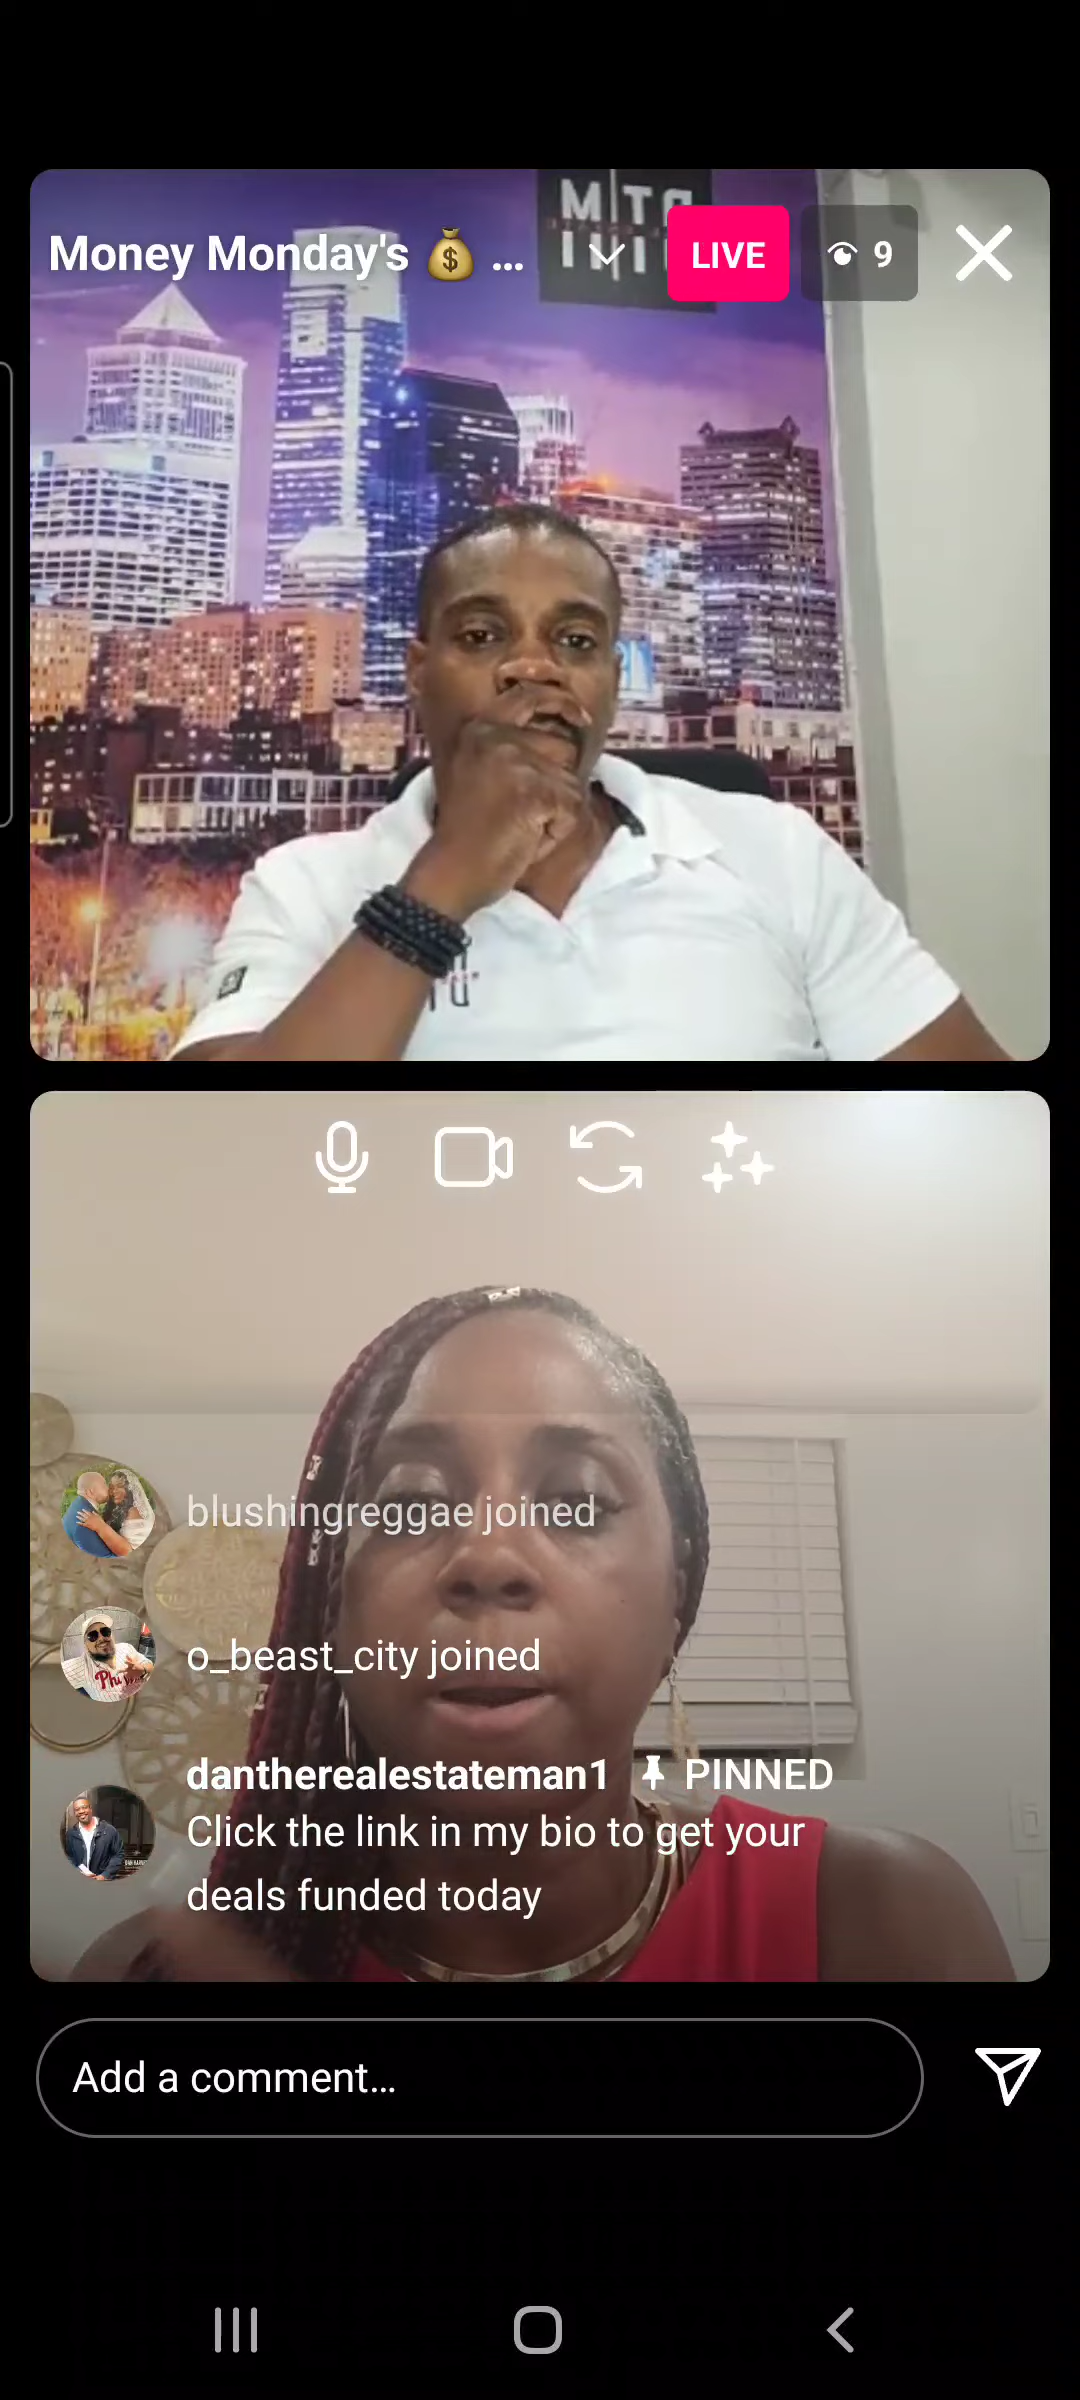 Money Monday's 💰 ...
LIVE
9
blushingreggae joined
o_beast_city joined
dantherealestateman1 PINNED
Click the link in my bio to get your
deals funded today
Add a comment...